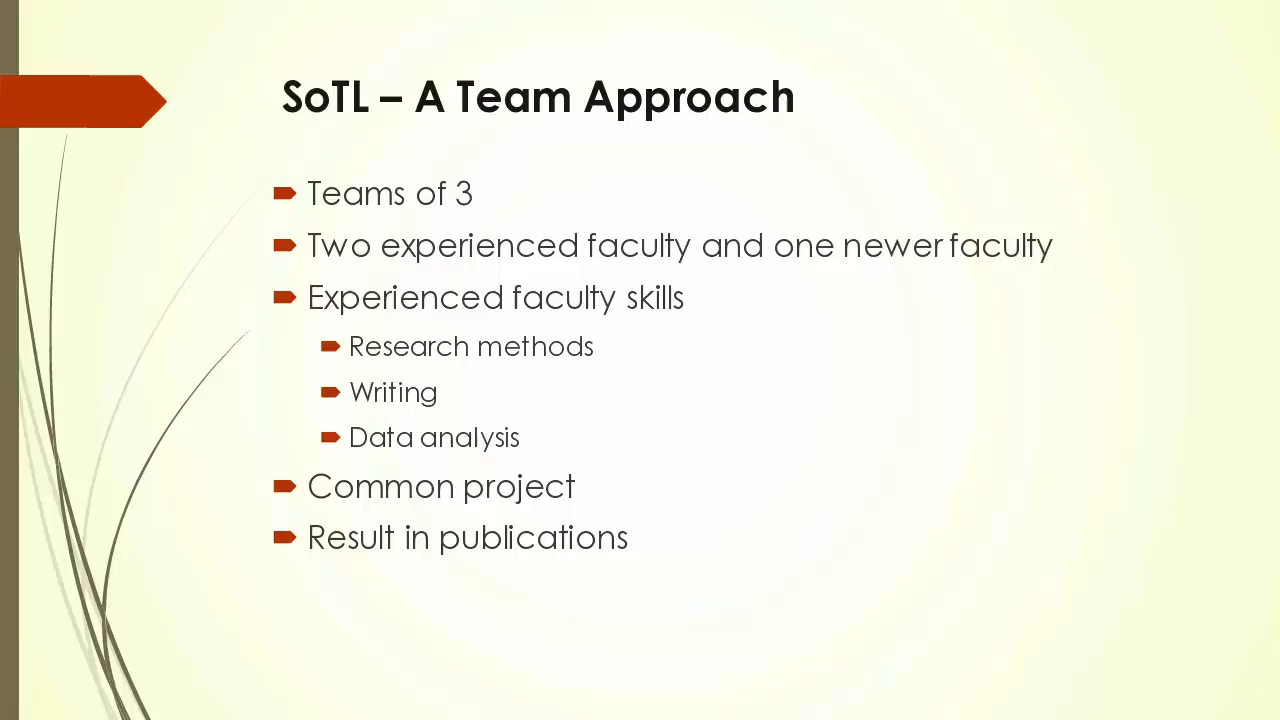 SoTL – A Team Approach
Teams of 3
Two experienced faculty and one newer faculty
Experienced faculty skills
Research methods
Writing
Data analysis
Common project
Result in publications